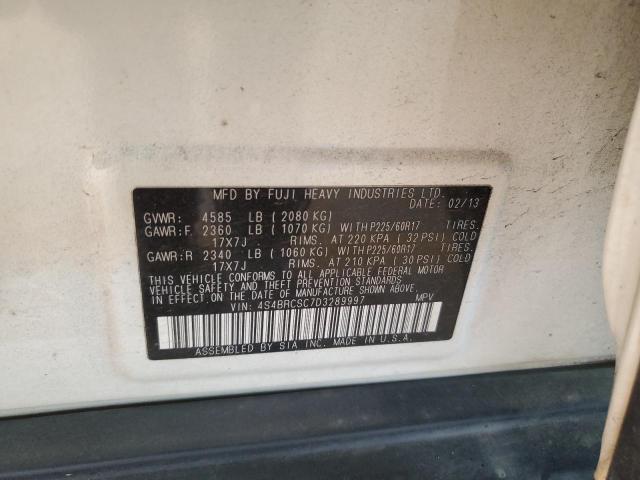 MFD BY FUJI HEAVY INDUSTRIES LTD.
DATE: 02/13
GVWR: 4585 LB ( 2080 KG)
GAWR:F. 2360 LB ( 1070 KG) WITH P225/60R17 TIRES.
17X7J RIMS. AT 220 KPA ( 32 PSI) COLD
GAWR:R 2340 LB ( 1060 KG) WITH P225/60R17 TIRES.
17X7J RIMS. AT 210 KPA ( 30 PSI) COLD
THIS VEHICLE CONFORMS TO ALL APPLICABLE FEDERAL MOTOR
VEHICLE SAFETY, BUMPER, AND THEFT PREVENTION STANDARDS
IN EFFECT ON THE DATE OF MANUFACTURE SHOWN ABOVE.
VIN: 4S4BRCSC7D3289997 MPV
ASSEMBLED BY SIA INC. MADE IN U.S.A.